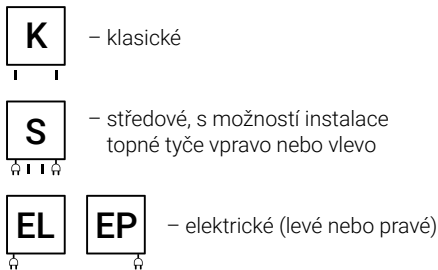 K – klasické
S – středové, s možností instalace
topné tyče vpravo nebo vlevo
EL EP – elektrické (levé nebo pravé)